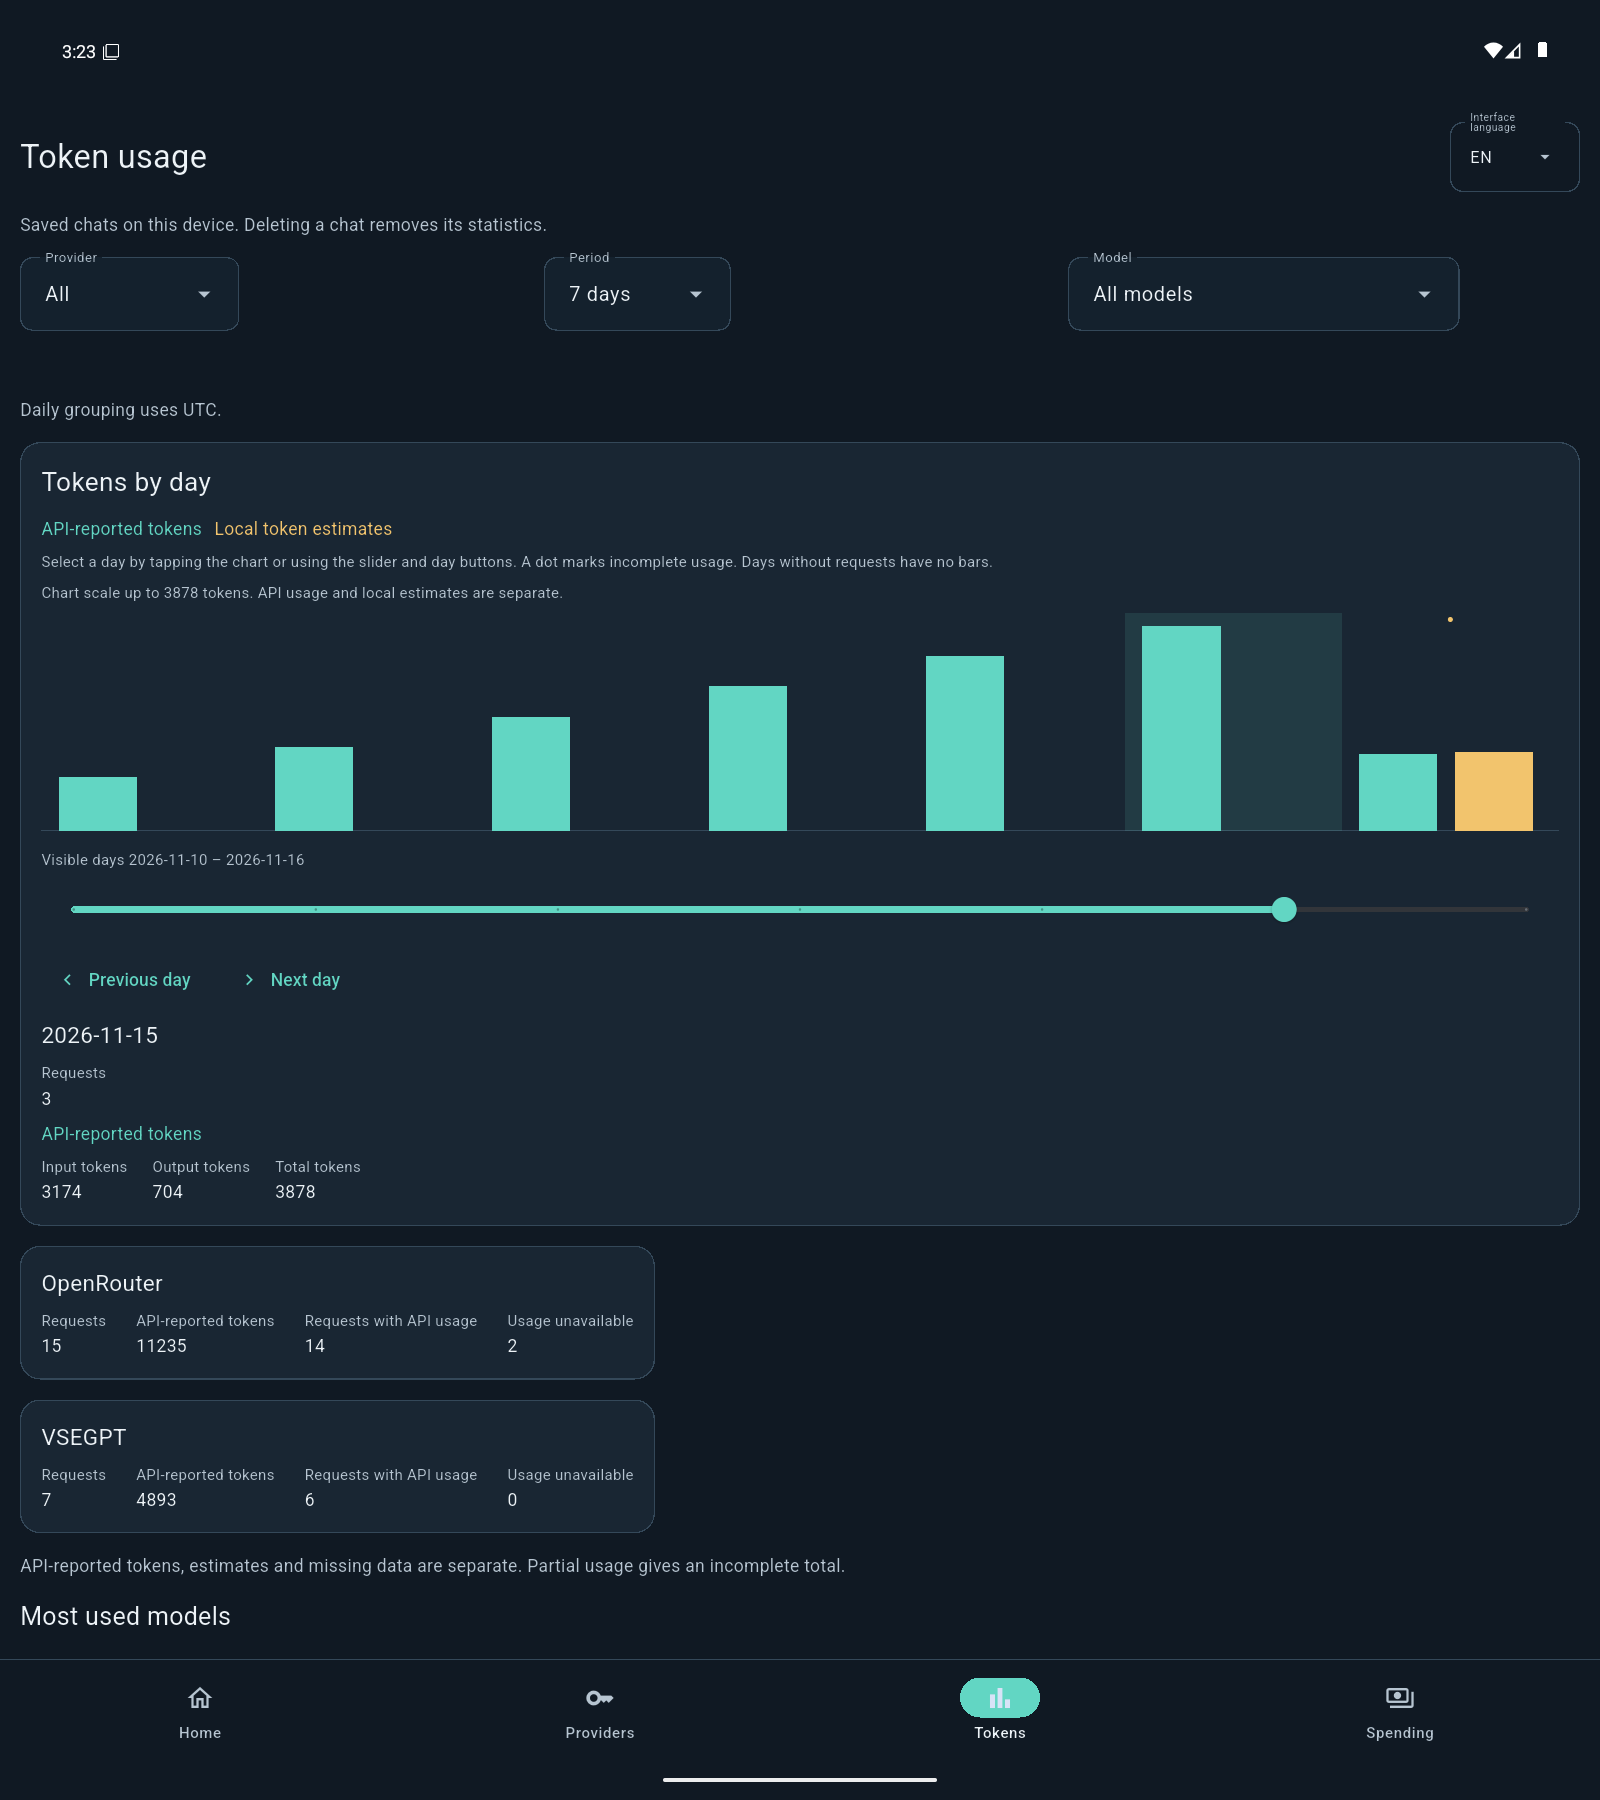 3:23
Token usage
Interface language
EN
Saved chats on this device. Deleting a chat removes its statistics.
Provider
All
Period
7 days
Model
All models
Daily grouping uses UTC.
Tokens by day
API-reported tokens Local token estimates
Select a day by tapping the chart or using the slider and day buttons. A dot marks incomplete usage. Days without requests have no bars.
Chart scale up to 3878 tokens. API usage and local estimates are separate.
Visible days 2026-11-10 – 2026-11-16
Previous day Next day
2026-11-15
Requests
3
API-reported tokens
Input tokens Output tokens Total tokens
3174 704 3878
OpenRouter
Requests API-reported tokens Requests with API usage Usage unavailable
15 11235 14 2
VSEGPT
Requests API-reported tokens Requests with API usage Usage unavailable
7 4893 6 0
API-reported tokens, estimates and missing data are separate. Partial usage gives an incomplete total.
Most used models
Home Providers Tokens Spending